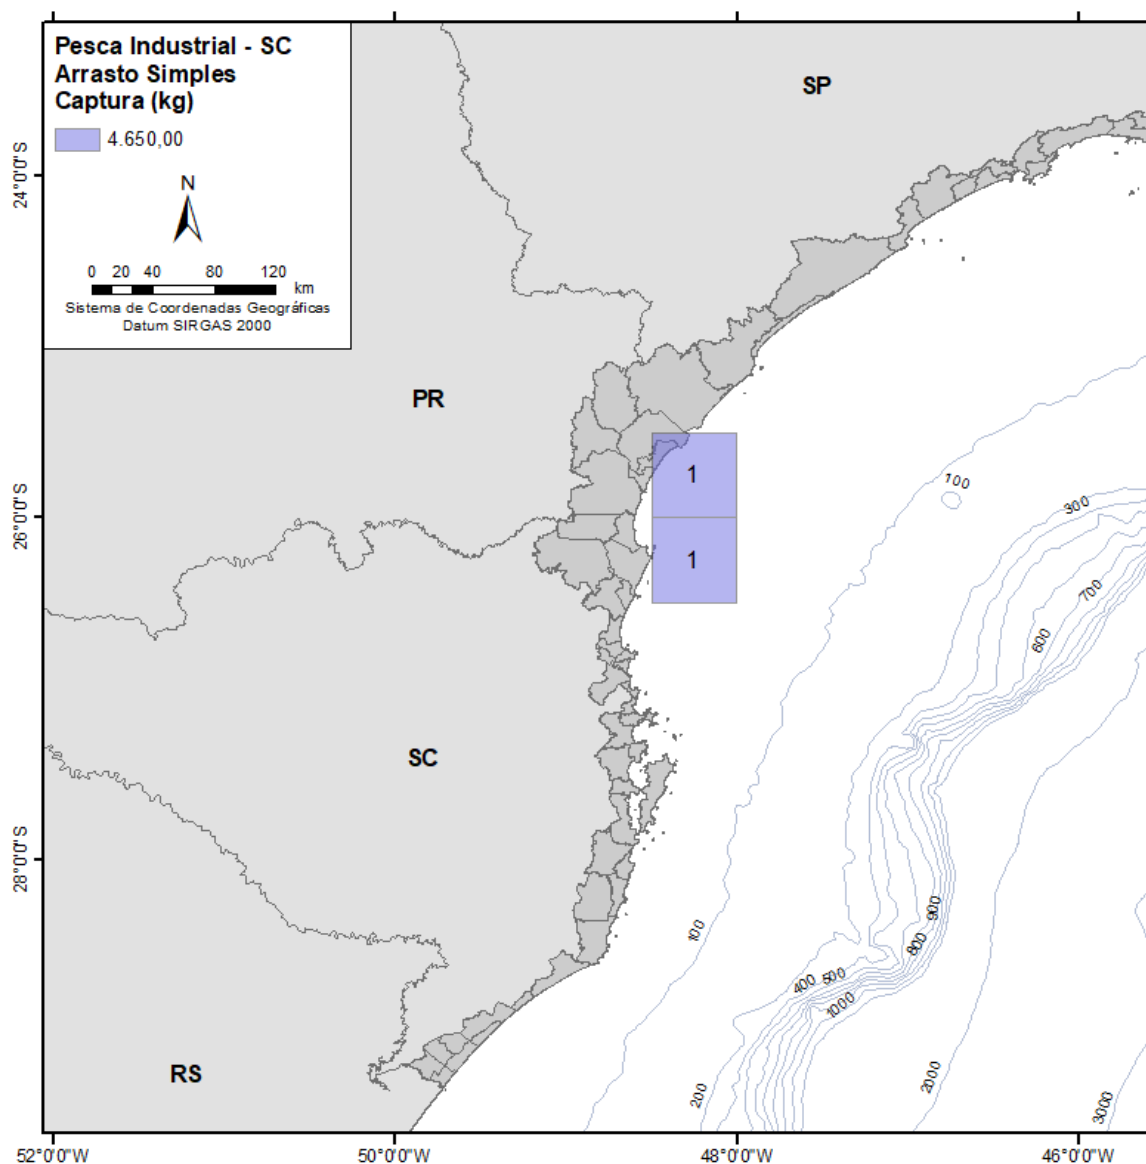 Pesca Industrial - SC
Arrasto Simples
Captura (kg)
4.650,00
N
0 20 40 80 120
km
Sistema de Coordenadas Geográficas
Datum SIRGAS 2000
SP
PR
SC
RS
1
1
100
300
700
600
900
800
400
500
1000
100
200
2000
3000
24°0'0"S
26°0'0"S
28°0'0"S
52°0'0"W
50°0'0"W
48°0'0"W
46°0'0"W